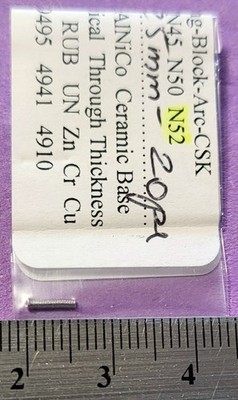 g-Block-Arc-CSK
N45 N50 N52
5mm - 20pc
AlNiCo Ceramic Base
ical Through Thickness
RUB UN Zn Cr Cu
0495 4941 4910
2 3 4